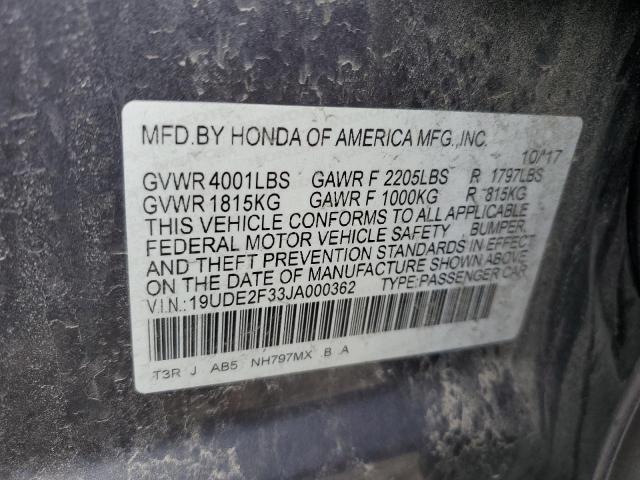 MFD.BY HONDA OF AMERICA MFG.,INC.
10/17
GVWR 4001LBS GAWR F 2205LBS R 1797LBS
GVWR 1815KG GAWR F 1000KG R 815KG
THIS VEHICLE CONFORMS TO ALL APPLICABLE
FEDERAL MOTOR VEHICLE SAFETY BUMPER,
AND THEFT PREVENTION STANDARDS IN EFFECT
ON THE DATE OF MANUFACTURE SHOWN ABOVE.
V.I.N.: 19UDE2F33JA000362 TYPE:PASSENGER CAR
T3R J AB5 NH797MX B A